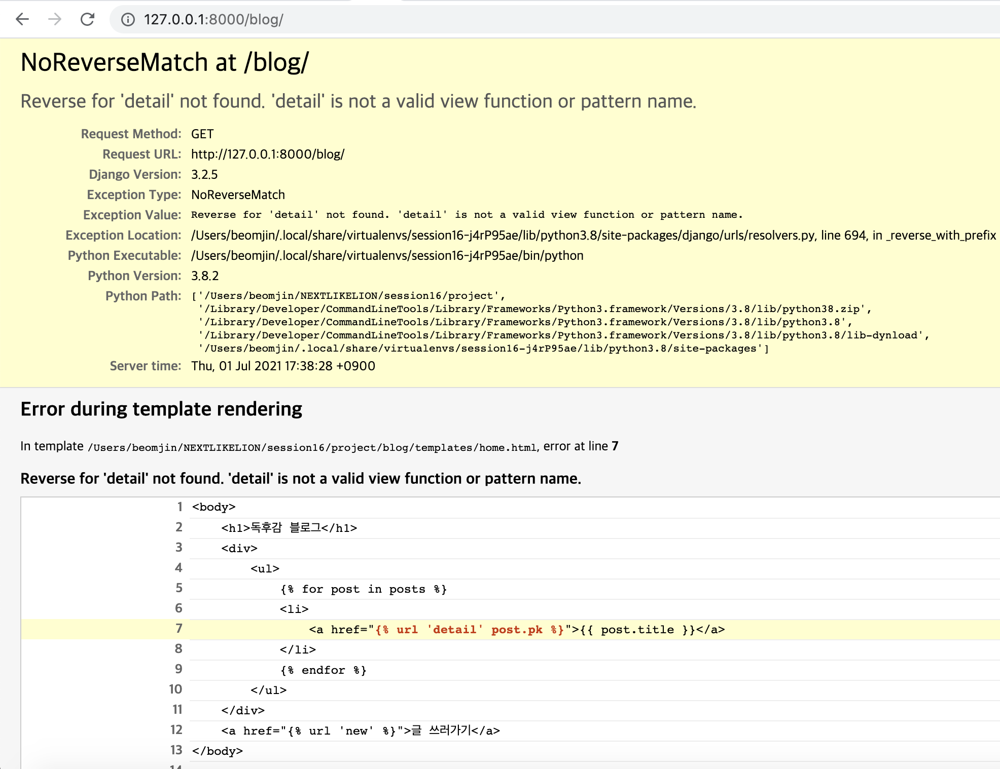 127.0.0.1:8000/blog/
NoReverseMatch at /blog/
Reverse for 'detail' not found. 'detail' is not a valid view function or pattern name.
Request Method: GET
Request URL: http://127.0.0.1:8000/blog/
Django Version: 3.2.5
Exception Type: NoReverseMatch
Exception Value: Reverse for 'detail' not found. 'detail' is not a valid view function or pattern name.
Exception Location: /Users/beomjin/.local/share/virtualenvs/session16-j4rP95ae/lib/python3.8/site-packages/django/urls/resolvers.py, line 694, in _reverse_with_prefix
Python Executable: /Users/beomjin/.local/share/virtualenvs/session16-j4rP95ae/bin/python
Python Version: 3.8.2
Python Path: ['/Users/beomjin/NEXTLIKELION/session16/project',
'/Library/Developer/CommandLineTools/Library/Frameworks/Python3.framework/Versions/3.8/lib/python38.zip',
'/Library/Developer/CommandLineTools/Library/Frameworks/Python3.framework/Versions/3.8/lib/python3.8',
'/Library/Developer/CommandLineTools/Library/Frameworks/Python3.framework/Versions/3.8/lib/python3.8/lib-dynload',
'/Users/beomjin/.local/share/virtualenvs/session16-j4rP95ae/lib/python3.8/site-packages']
Server time: Thu, 01 Jul 2021 17:38:28 +0900
Error during template rendering
In template /Users/beomjin/NEXTLIKELION/session16/project/blog/templates/home.html, error at line 7
Reverse for 'detail' not found. 'detail' is not a valid view function or pattern name.
1 <body>
2 <h1>독후감 블로그</h1>
3 <div>
4 <ul>
5 {% for post in posts %}
6 <li>
7 <a href="{% url 'detail' post.pk %}">{{ post.title }}</a>
8 </li>
9 {% endfor %}
10 </ul>
11 </div>
12 <a href="{% url 'new' %}">글 쓰러가기</a>
13 </body>
14